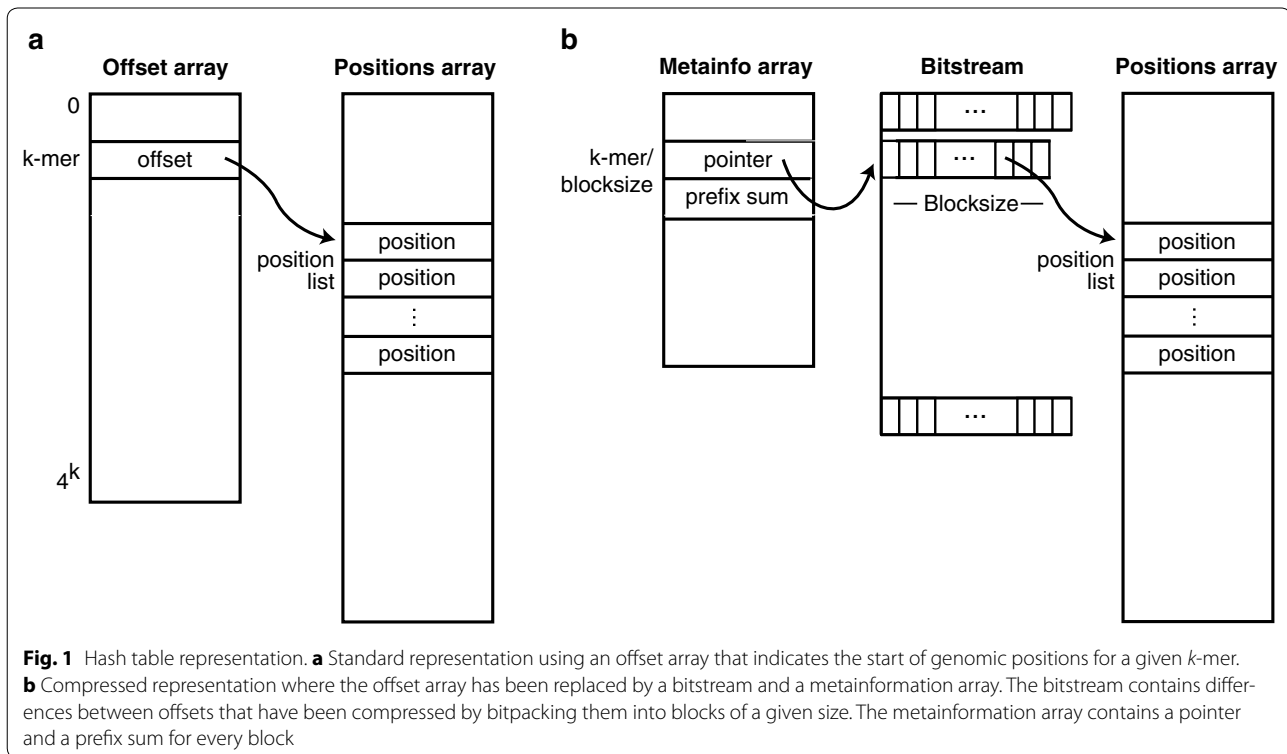 a
Offset array
Positions array
0
k-mer
offset
position
list
position
position
⋮
position
4^k
b
Metainfo array
Bitstream
Positions array
k-mer/
blocksize
pointer
prefix sum
...
...
— Blocksize —
...
position
list
position
position
⋮
position
Fig. 1 Hash table representation. a Standard representation using an offset array that indicates the start of genomic positions for a given k-mer.
b Compressed representation where the offset array has been replaced by a bitstream and a metainformation array. The bitstream contains differ-
ences between offsets that have been compressed by bitpacking them into blocks of a given size. The metainformation array contains a pointer
and a prefix sum for every block